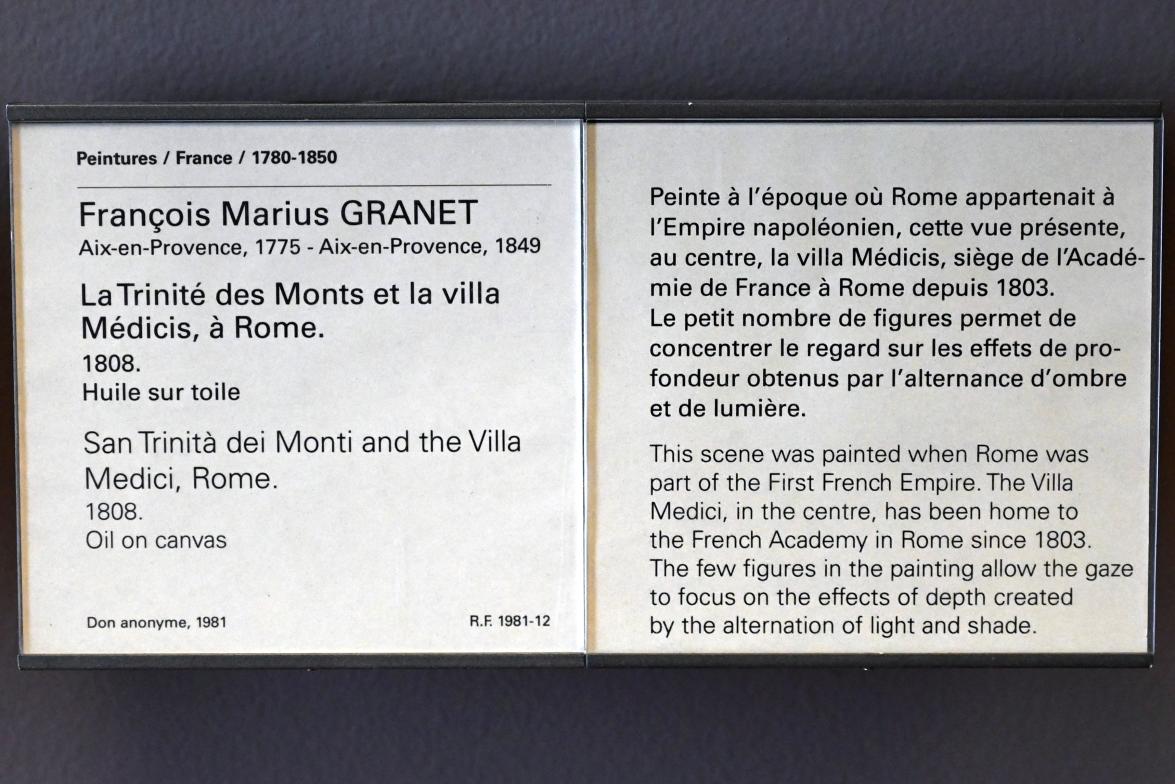 Peintures / France / 1780-1850
François Marius GRANET
Aix-en-Provence, 1775 - Aix-en-Provence, 1849
La Trinité des Monts et la villa
Médicis, à Rome.
1808.
Huile sur toile
San Trinità dei Monti and the Villa
Medici, Rome.
1808.
Oil on canvas
Don anonyme, 1981
R.F. 1981-12
Peinte à l'époque où Rome appartenait à
l'Empire napoléonien, cette vue présente,
au centre, la villa Médicis, siège de l'Acadé-
mie de France à Rome depuis 1803.
Le petit nombre de figures permet de
concentrer le regard sur les effets de pro-
fondeur obtenus par l'alternance d'ombre
et de lumière.
This scene was painted when Rome was
part of the First French Empire. The Villa
Medici, in the centre, has been home to
the French Academy in Rome since 1803.
The few figures in the painting allow the gaze
to focus on the effects of depth created
by the alternation of light and shade.